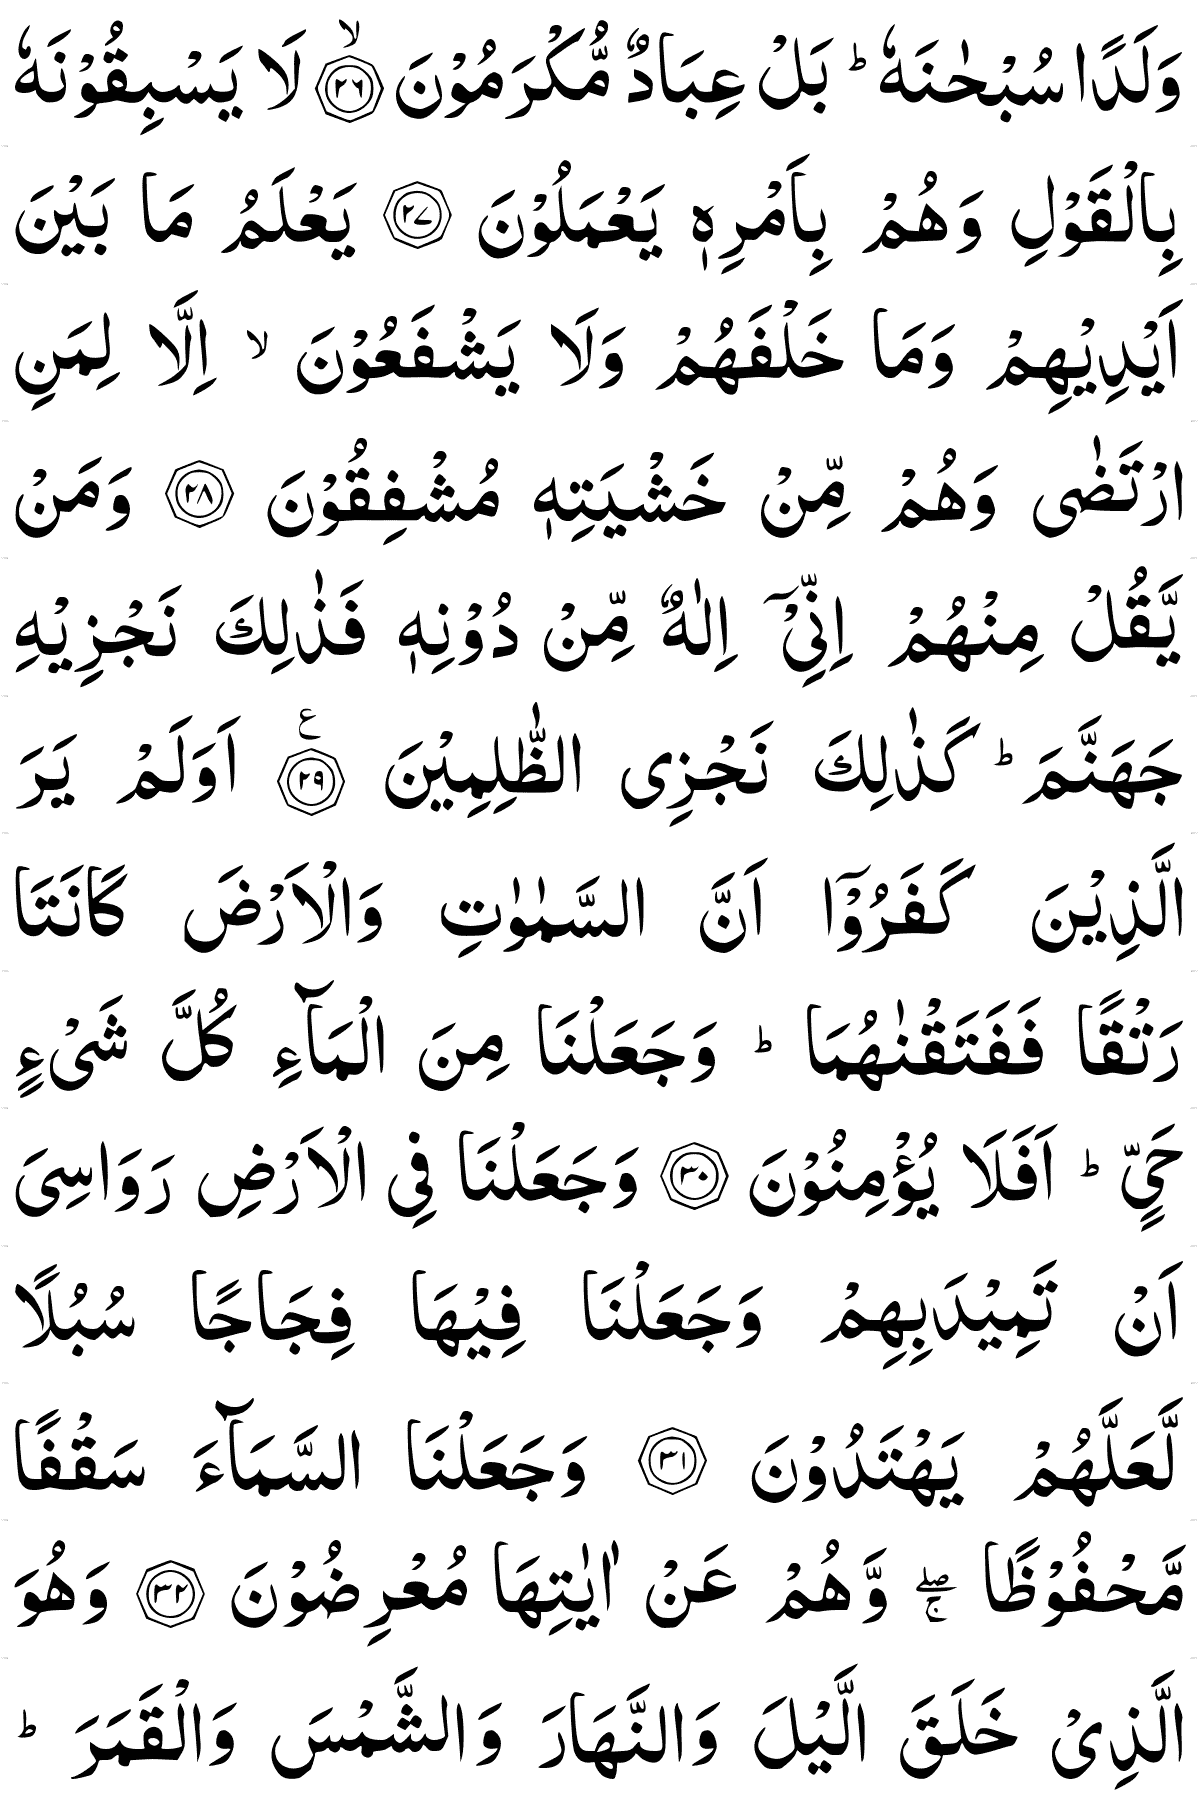 وَلَدًا سُبْحٰنَهٗ ؕ بَلْ عِبَادٌ مُّكْرَمُوْنَ ۙ﴿۲۶﴾ لَا يَسْبِقُوْنَهٗ
بِالْقَوْلِ وَهُمْ بِاَمْرِهٖ يَعْمَلُوْنَ ﴿۲۷﴾ يَعْلَمُ مَا بَيْنَ
اَيْدِيْهِمْ وَمَا خَلْفَهُمْ وَلَا يَشْفَعُوْنَ ۙ اِلَّا لِمَنِ
ارْتَضٰى وَهُمْ مِّنْ خَشْيَتِهٖ مُشْفِقُوْنَ ﴿۲۸﴾ وَمَنْ
يَّقُلْ مِنْهُمْ اِنِّىْۤ اِلٰهٌ مِّنْ دُوْنِهٖ فَذٰلِكَ نَجْزِيْهِ
جَهَنَّمَ ؕ كَذٰلِكَ نَجْزِى الظّٰلِمِيْنَ ﴿۲۹﴾ ع اَوَلَمْ يَرَ
الَّذِيْنَ كَفَرُوْۤا اَنَّ السَّمٰوٰتِ وَالْاَرْضَ كَانَتَا
رَتْقًا فَفَتَقْنٰهُمَا ؕ وَجَعَلْنَا مِنَ الْمَآءِ كُلَّ شَىْءٍ
حَىٍّ ؕ اَفَلَا يُؤْمِنُوْنَ ﴿۳۰﴾ وَجَعَلْنَا فِى الْاَرْضِ رَوَاسِىَ
اَنْ تَمِيْدَبِهِمْ وَجَعَلْنَا فِيْهَا فِجَاجًا سُبُلًا
لَّعَلَّهُمْ يَهْتَدُوْنَ ﴿۳۱﴾ وَجَعَلْنَا السَّمَآءَ سَقْفًا
مَّحْفُوْظًا ۖۚ وَّهُمْ عَنْ اٰيٰتِهَا مُعْرِضُوْنَ ﴿۳۲﴾ وَهُوَ
الَّذِىْ خَلَقَ الَّيْلَ وَالنَّهَارَ وَالشَّمْسَ وَالْقَمَرَ ؕ